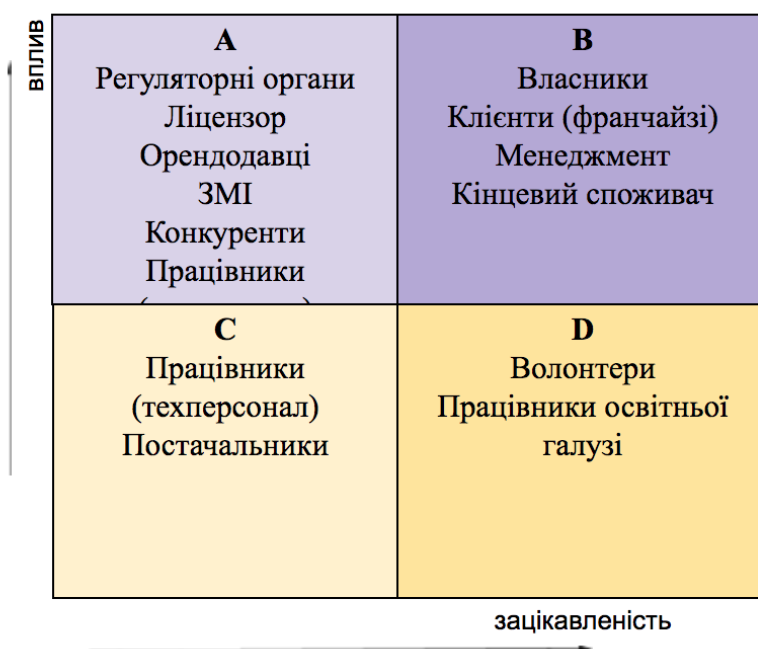 вплив
A
Регуляторні органи
Ліцензор
Орендодавці
ЗМІ
Конкуренти
Працівники
B
Власники
Клієнти (франчайзі)
Менеджмент
Кінцевий споживач
C
Працівники
(техперсонал)
Постачальники
D
Волонтери
Працівники освітньої
галузі
зацікавленість